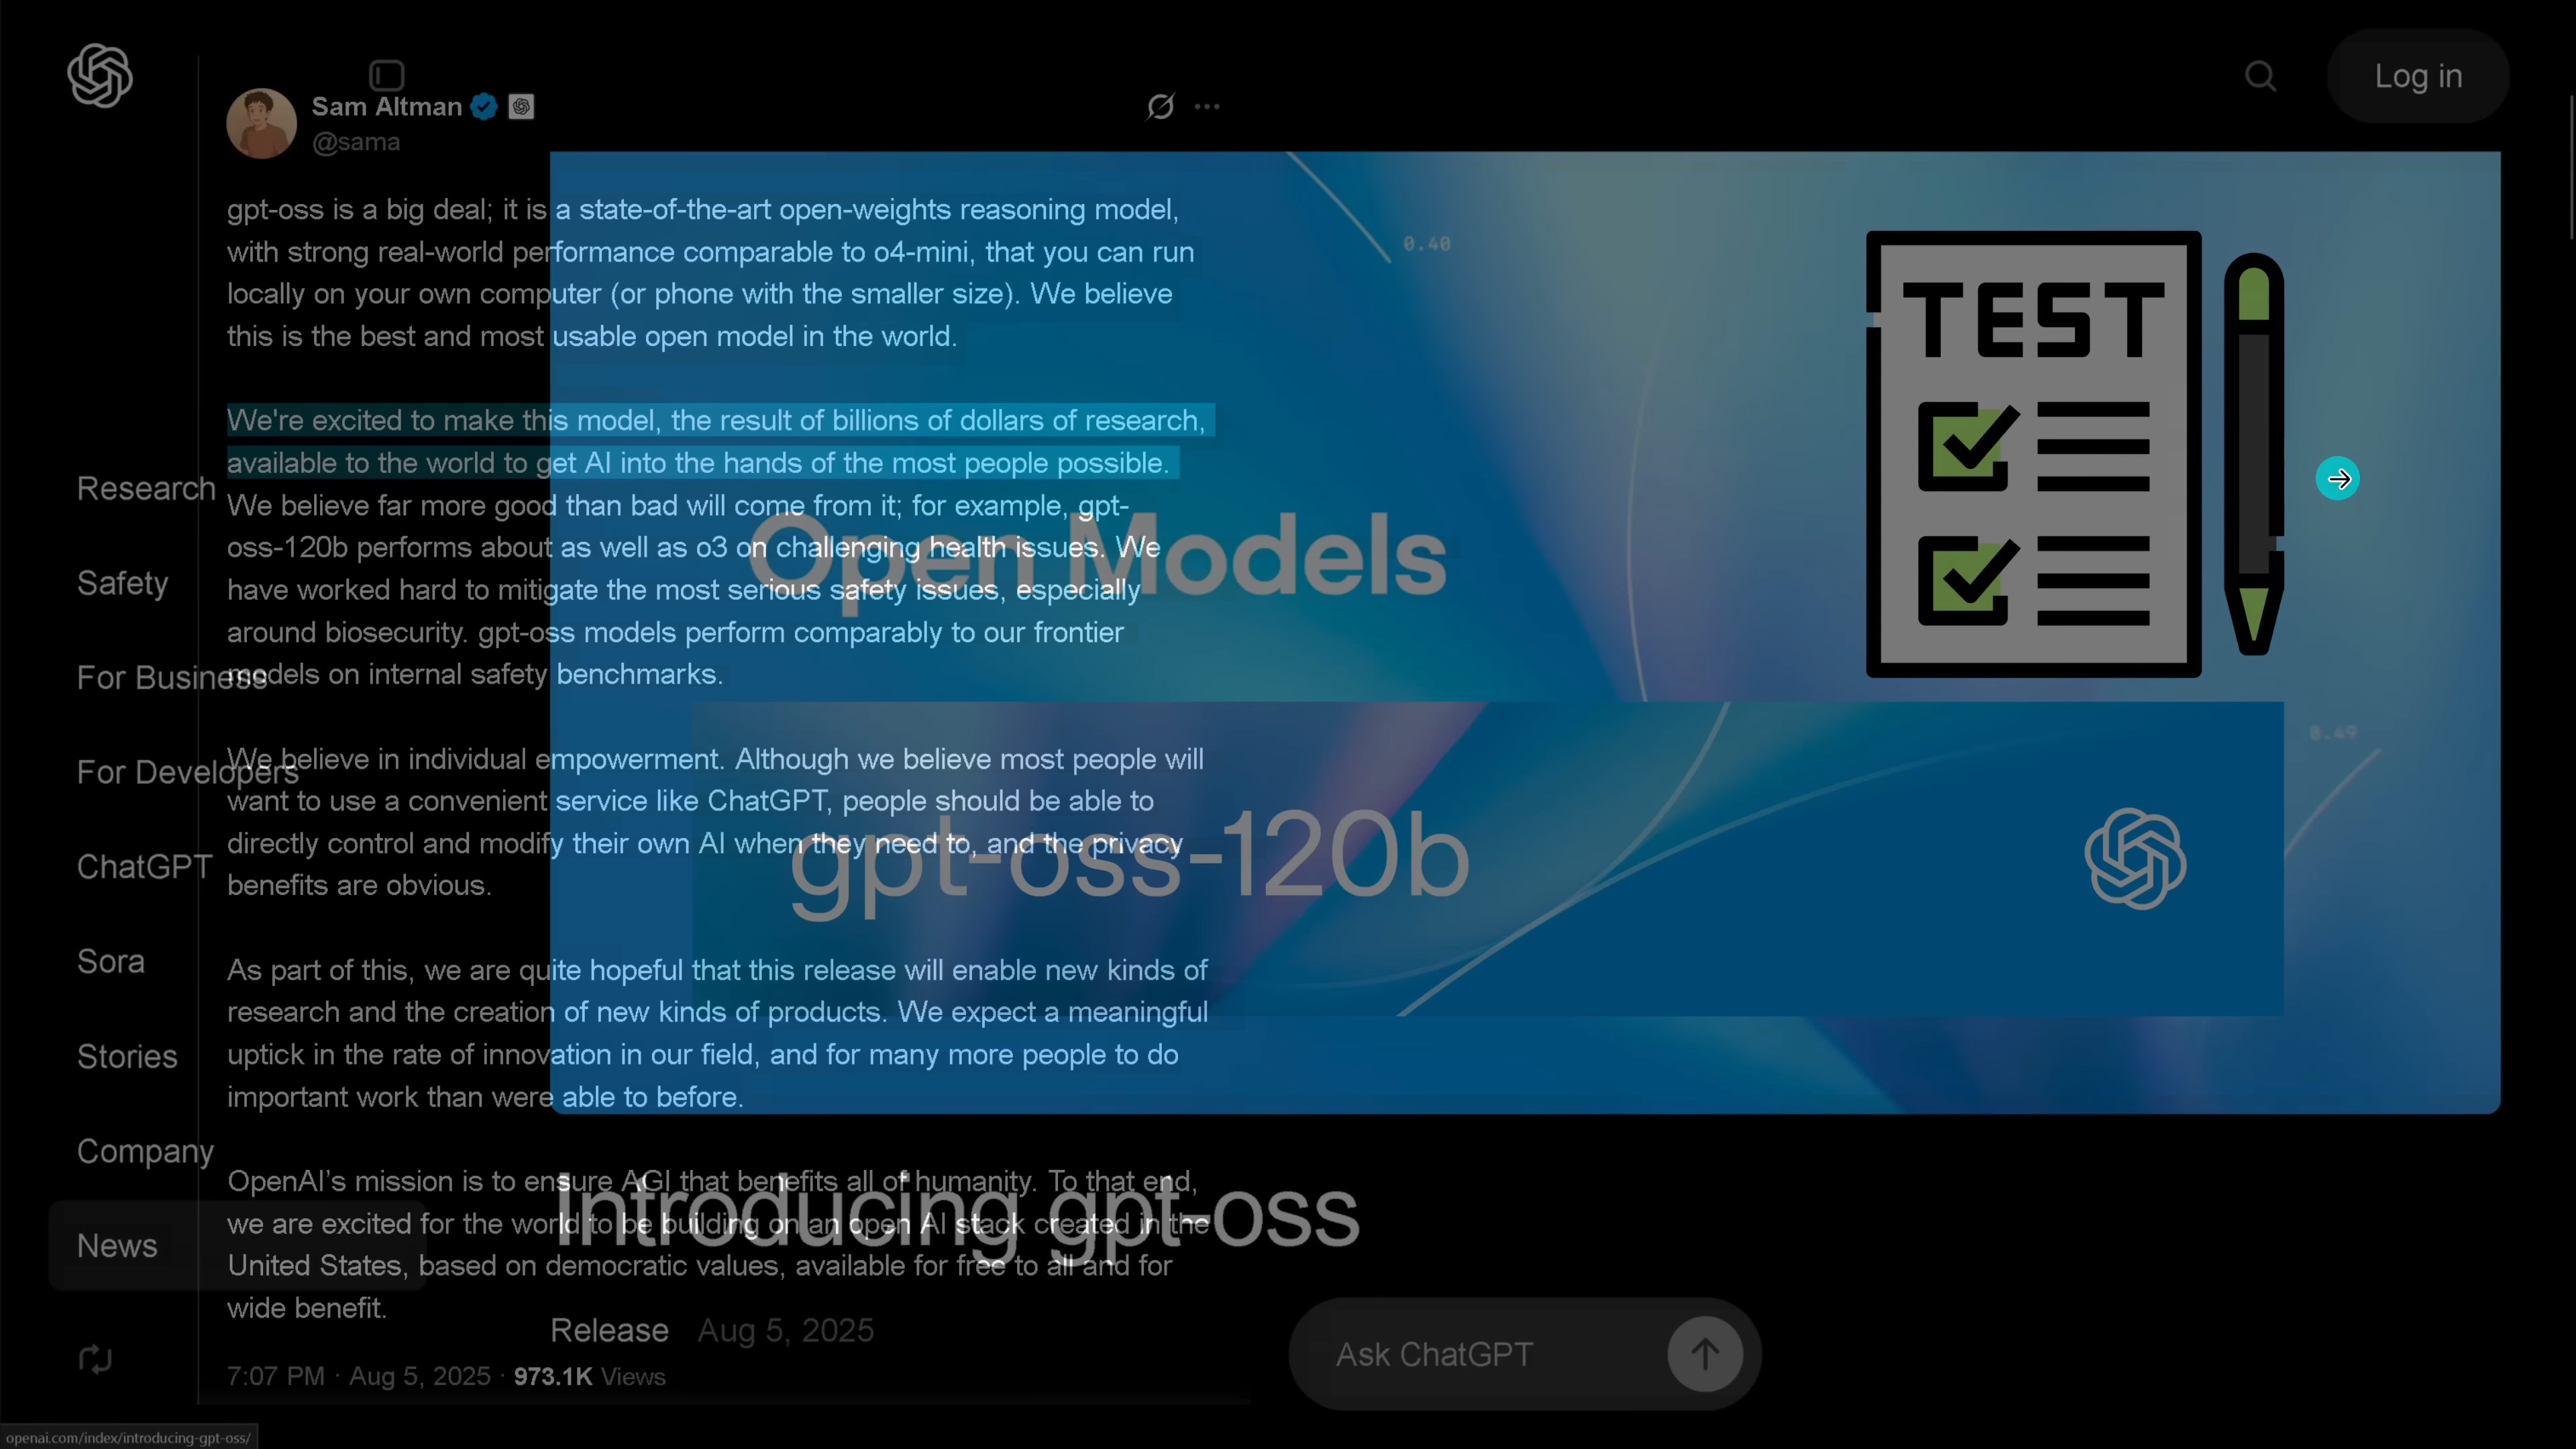 Sam Altman
@sama
gpt-oss is a big deal; it is a state-of-the-art open-weights reasoning model,
with strong real-world performance comparable to o4-mini, that you can run
locally on your own computer (or phone with the smaller size). We believe
this is the best and most usable open model in the world.
We're excited to make this model, the result of billions of dollars of research,
available to the world to get AI into the hands of the most people possible.
We believe far more good than bad will come from it; for example, gpt-
oss-120b performs about as well as o3 on challenging health issues. We
have worked hard to mitigate the most serious safety issues, especially
around biosecurity. gpt-oss models perform comparably to our frontier
models on internal safety benchmarks.
We believe in individual empowerment. Although we believe most people will
want to use a convenient service like ChatGPT, people should be able to
directly control and modify their own AI when they need to, and the privacy
benefits are obvious.
As part of this, we are quite hopeful that this release will enable new kinds of
research and the creation of new kinds of products. We expect a meaningful
uptick in the rate of innovation in our field, and for many more people to do
important work than were able to before.
OpenAI’s mission is to ensure AGI that benefits all of humanity. To that end,
we are excited for the world to be building on an open AI stack created in the
United States, based on democratic values, available for free to all and for
wide benefit.
7:07 PM · Aug 5, 2025 · 973.1K Views
Log in
Research
Safety
For Business
For Developers
ChatGPT
Sora
Stories
Company
News
0.40
TEST
Open Models
0.49
gpt-oss-120b
Introducing gpt-oss
Release Aug 5, 2025
Ask ChatGPT
openai.com/index/introducing-gpt-oss/